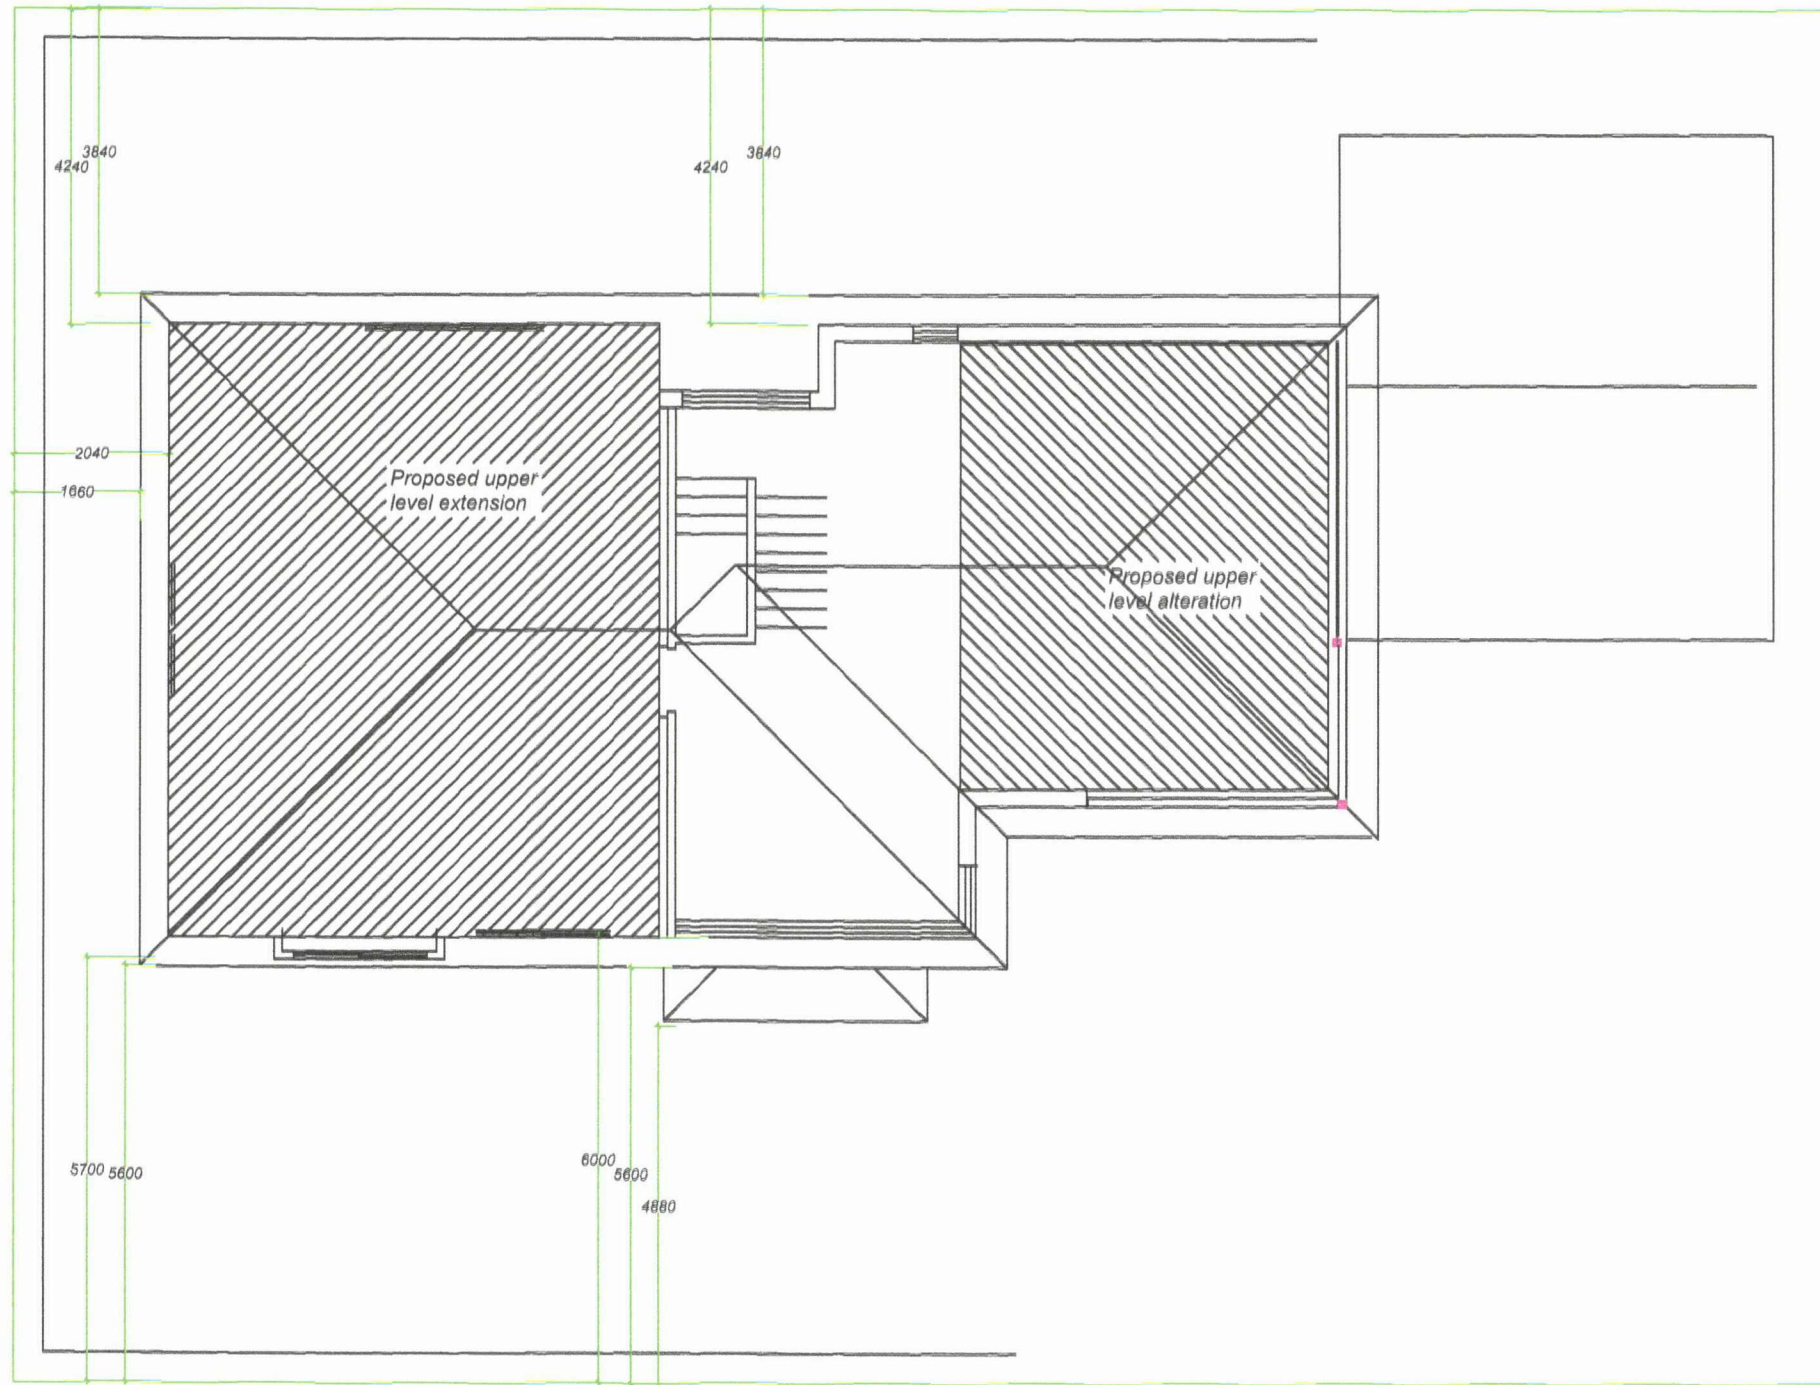 3840
4240
3840
4240
2040
1660
Proposed upper
level extension
Proposed upper
level alteration
5700
5600
6000
5600
4880